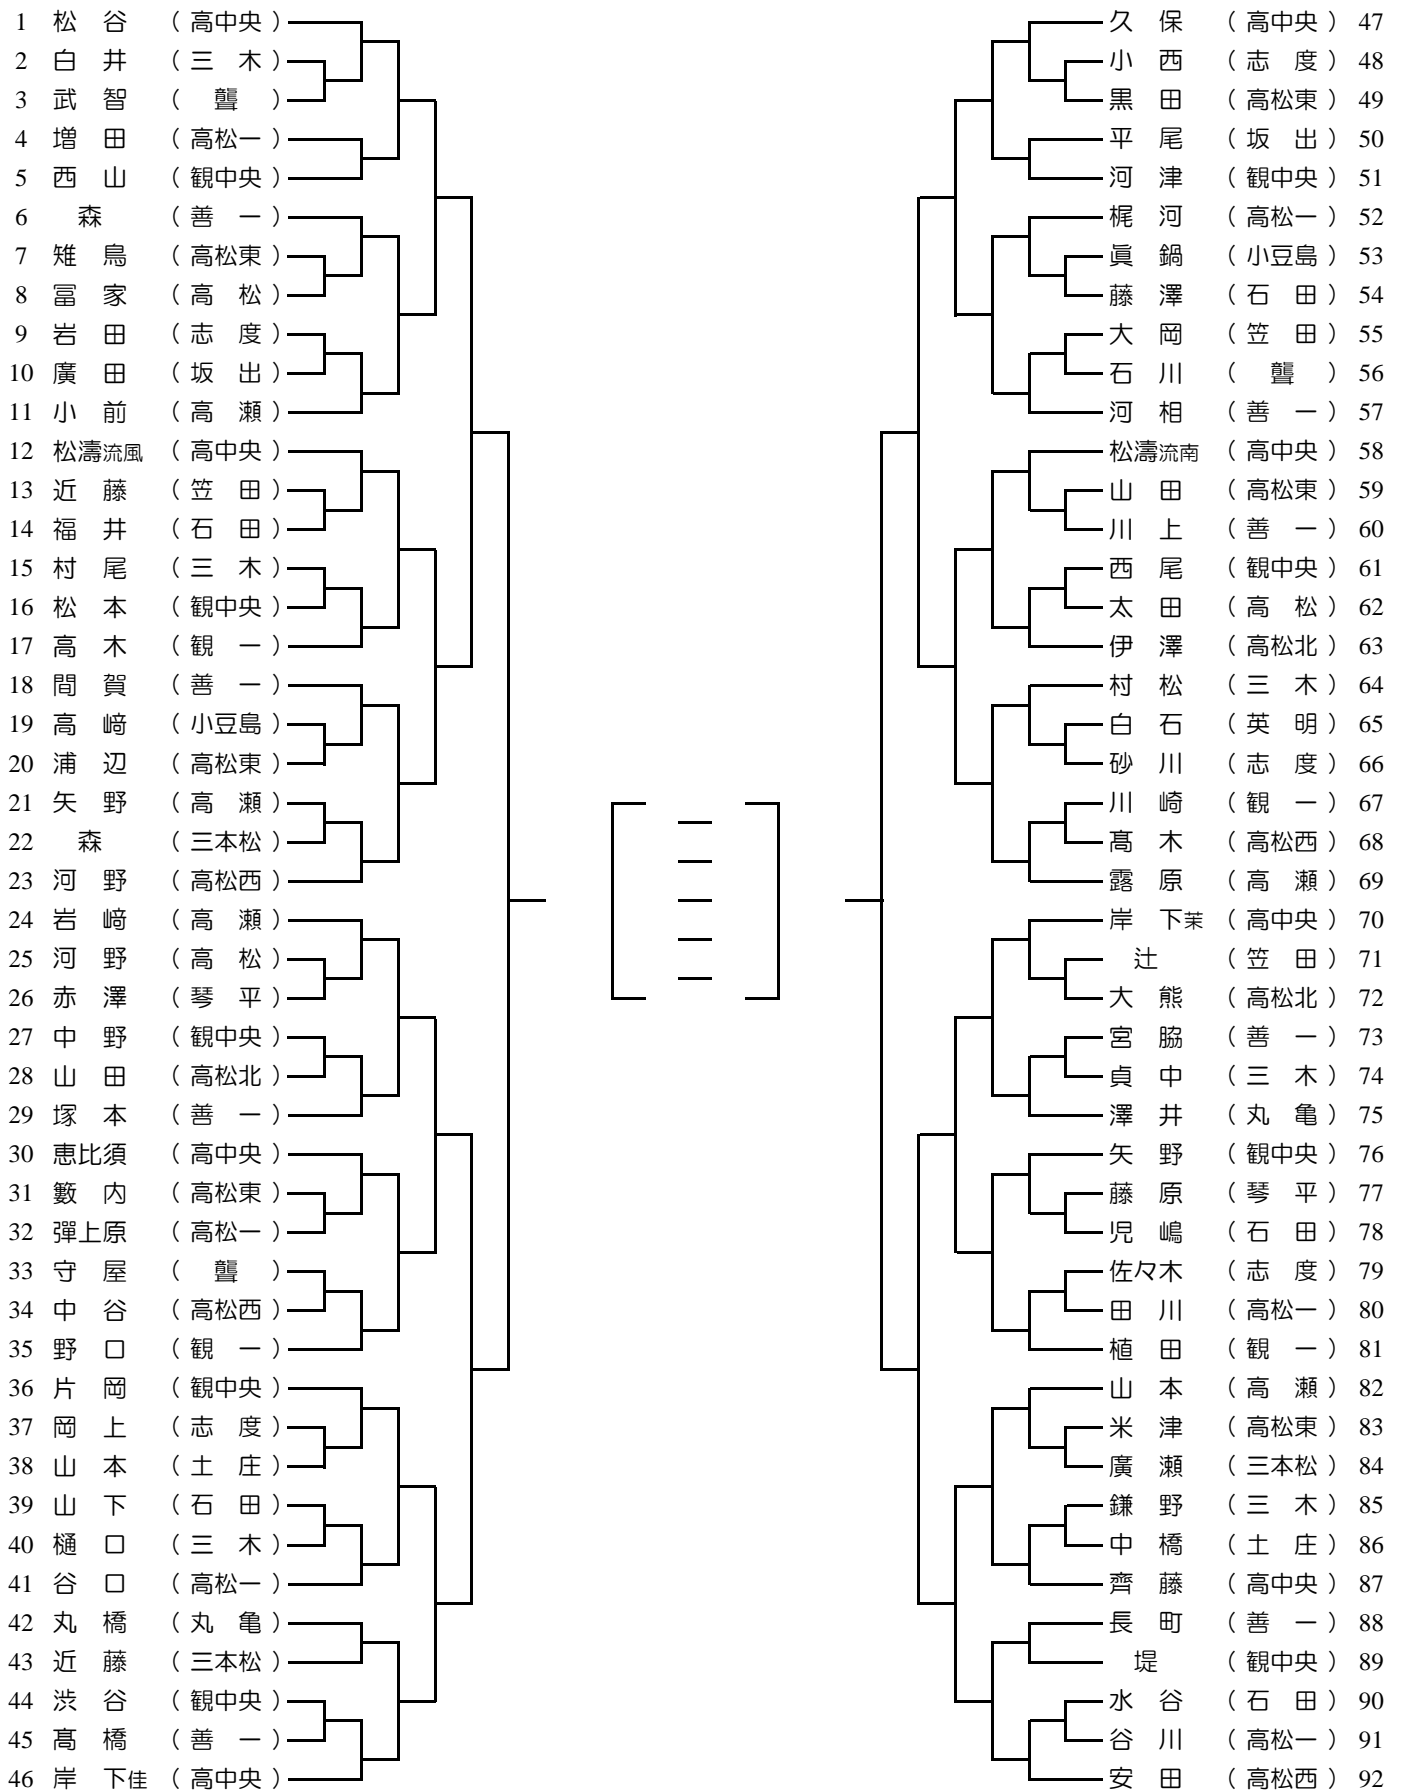 1 松 谷 （ 高中央 ）
2 白 井 （ 三 木 ）
3 武 智 （ 聾 ）
4 増 田 （ 高松一 ）
5 西 山 （ 観中央 ）
6 森 （ 善 一 ）
7 雉 鳥 （ 高松東 ）
8 冨 家 （ 高 松 ）
9 岩 田 （ 志 度 ）
10 廣 田 （ 坂 出 ）
11 小 前 （ 高 瀬 ）
12 松濤流風 （ 高中央 ）
13 近 藤 （ 笠 田 ）
14 福 井 （ 石 田 ）
15 村 尾 （ 三 木 ）
16 松 本 （ 観中央 ）
17 高 木 （ 観 一 ）
18 間 賀 （ 善 一 ）
19 高 﨑 （ 小豆島 ）
20 浦 辺 （ 高松東 ）
21 矢 野 （ 高 瀬 ）
22 森 （ 三本松 ）
23 河 野 （ 高松西 ）
24 岩 﨑 （ 高 瀬 ）
25 河 野 （ 高 松 ）
26 赤 澤 （ 琴 平 ）
27 中 野 （ 観中央 ）
28 山 田 （ 高松北 ）
29 塚 本 （ 善 一 ）
30 恵比須 （ 高中央 ）
31 籔 内 （ 高松東 ）
32 彈上原 （ 高松一 ）
33 守 屋 （ 聾 ）
34 中 谷 （ 高松西 ）
35 野 口 （ 観 一 ）
36 片 岡 （ 観中央 ）
37 岡 上 （ 志 度 ）
38 山 本 （ 土 庄 ）
39 山 下 （ 石 田 ）
40 樋 口 （ 三 木 ）
41 谷 口 （ 高松一 ）
42 丸 橋 （ 丸 亀 ）
43 近 藤 （ 三本松 ）
44 渋 谷 （ 観中央 ）
45 髙 橋 （ 善 一 ）
46 岸 下佳 （ 高中央 ）
久 保 （ 高中央 ） 47
小 西 （ 志 度 ） 48
黒 田 （ 高松東 ） 49
平 尾 （ 坂 出 ） 50
河 津 （ 観中央 ） 51
梶 河 （ 高松一 ） 52
眞 鍋 （ 小豆島 ） 53
藤 澤 （ 石 田 ） 54
大 岡 （ 笠 田 ） 55
石 川 （ 聾 ） 56
河 相 （ 善 一 ） 57
松濤流南 （ 高中央 ） 58
山 田 （ 高松東 ） 59
川 上 （ 善 一 ） 60
西 尾 （ 観中央 ） 61
太 田 （ 高 松 ） 62
伊 澤 （ 高松北 ） 63
村 松 （ 三 木 ） 64
白 石 （ 英 明 ） 65
砂 川 （ 志 度 ） 66
川 崎 （ 観 一 ） 67
髙 木 （ 高松西 ） 68
露 原 （ 高 瀬 ） 69
岸 下茉 （ 高中央 ） 70
辻 （ 笠 田 ） 71
大 熊 （ 高松北 ） 72
宮 脇 （ 善 一 ） 73
貞 中 （ 三 木 ） 74
澤 井 （ 丸 亀 ） 75
矢 野 （ 観中央 ） 76
藤 原 （ 琴 平 ） 77
児 嶋 （ 石 田 ） 78
佐々木 （ 志 度 ） 79
田 川 （ 高松一 ） 80
植 田 （ 観 一 ） 81
山 本 （ 高 瀬 ） 82
米 津 （ 高松東 ） 83
廣 瀬 （ 三本松 ） 84
鎌 野 （ 三 木 ） 85
中 橋 （ 土 庄 ） 86
齊 藤 （ 高中央 ） 87
長 町 （ 善 一 ） 88
堤 （ 観中央 ） 89
水 谷 （ 石 田 ） 90
谷 川 （ 高松一 ） 91
安 田 （ 高松西 ） 92